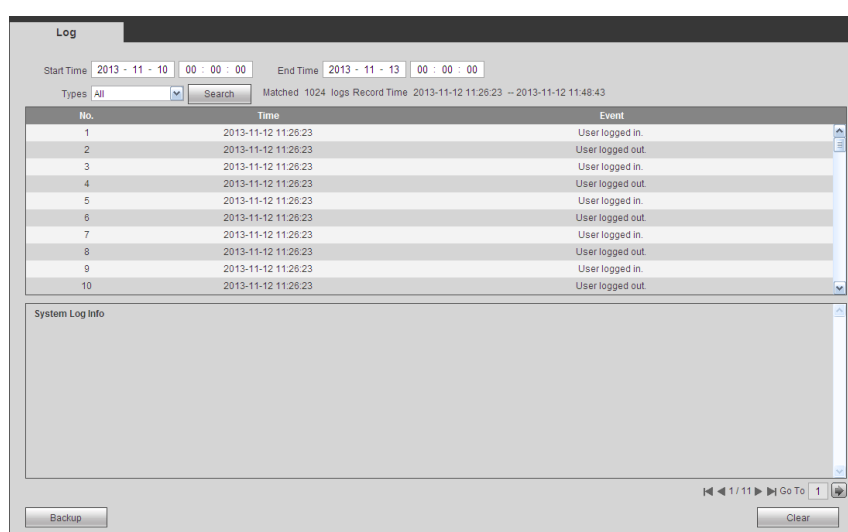 Log
Start Time 2013 - 11 - 10 00 : 00 : 00 End Time 2013 - 11 - 13 00 : 00 : 00
Types All Search Matched 1024 logs Record Time 2013-11-12 11:26:23 -- 2013-11-12 11:48:43
No. Time Event
1 2013-11-12 11:26:23 User logged in.
2 2013-11-12 11:26:23 User logged out.
3 2013-11-12 11:26:23 User logged in.
4 2013-11-12 11:26:23 User logged out.
5 2013-11-12 11:26:23 User logged in.
6 2013-11-12 11:26:23 User logged out.
7 2013-11-12 11:26:23 User logged in.
8 2013-11-12 11:26:23 User logged out.
9 2013-11-12 11:26:23 User logged in.
10 2013-11-12 11:26:23 User logged out.
System Log Info
1 / 11 Go To 1
Backup Clear